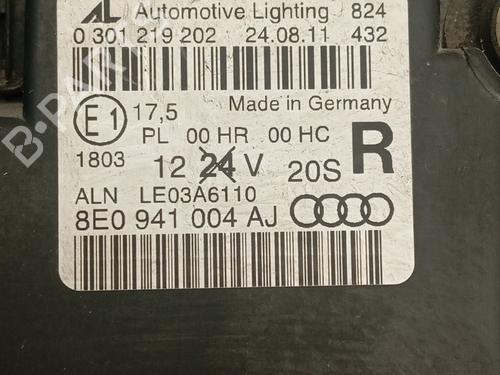 AL Automotive Lighting 824
0 301 219 202 24.08.11 432
E1 17,5 Made in Germany
PL 00 HR 00 HC
1803 12 24 V 20S R
ALN LE03A6110
8E0 941 004 AJ
B-PARTS